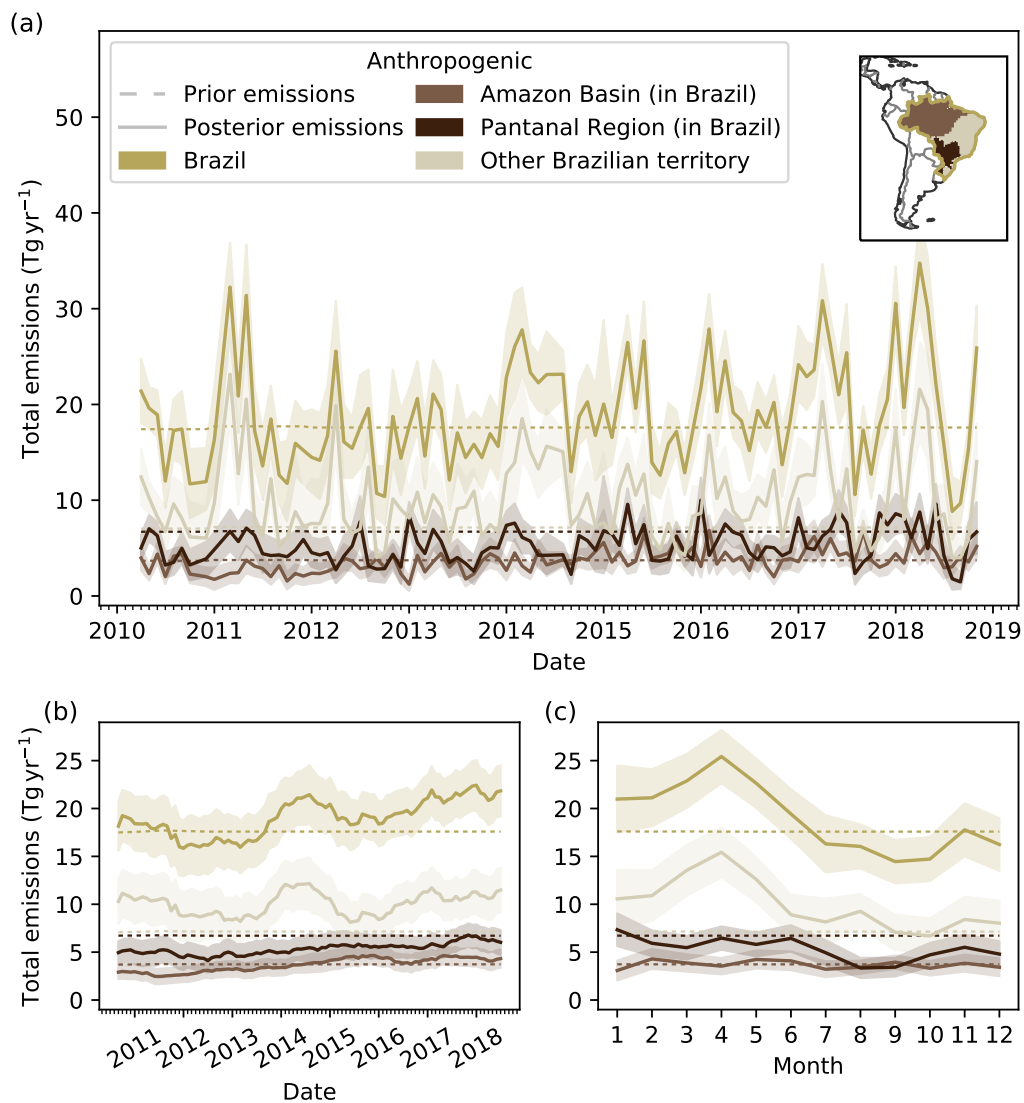 (a)
Anthropogenic
Prior emissions
Posterior emissions
Brazil
Amazon Basin (in Brazil)
Pantanal Region (in Brazil)
Other Brazilian territory
Total emissions (Tg yr⁻¹)
50
40
30
20
10
0
2010 2011 2012 2013 2014 2015 2016 2017 2018 2019
Date
(b)
Total emissions (Tg yr⁻¹)
25
20
15
10
5
0
2011 2012 2013 2014 2015 2016 2017 2018
Date
(c)
25
20
15
10
5
0
1 2 3 4 5 6 7 8 9 10 11 12
Month